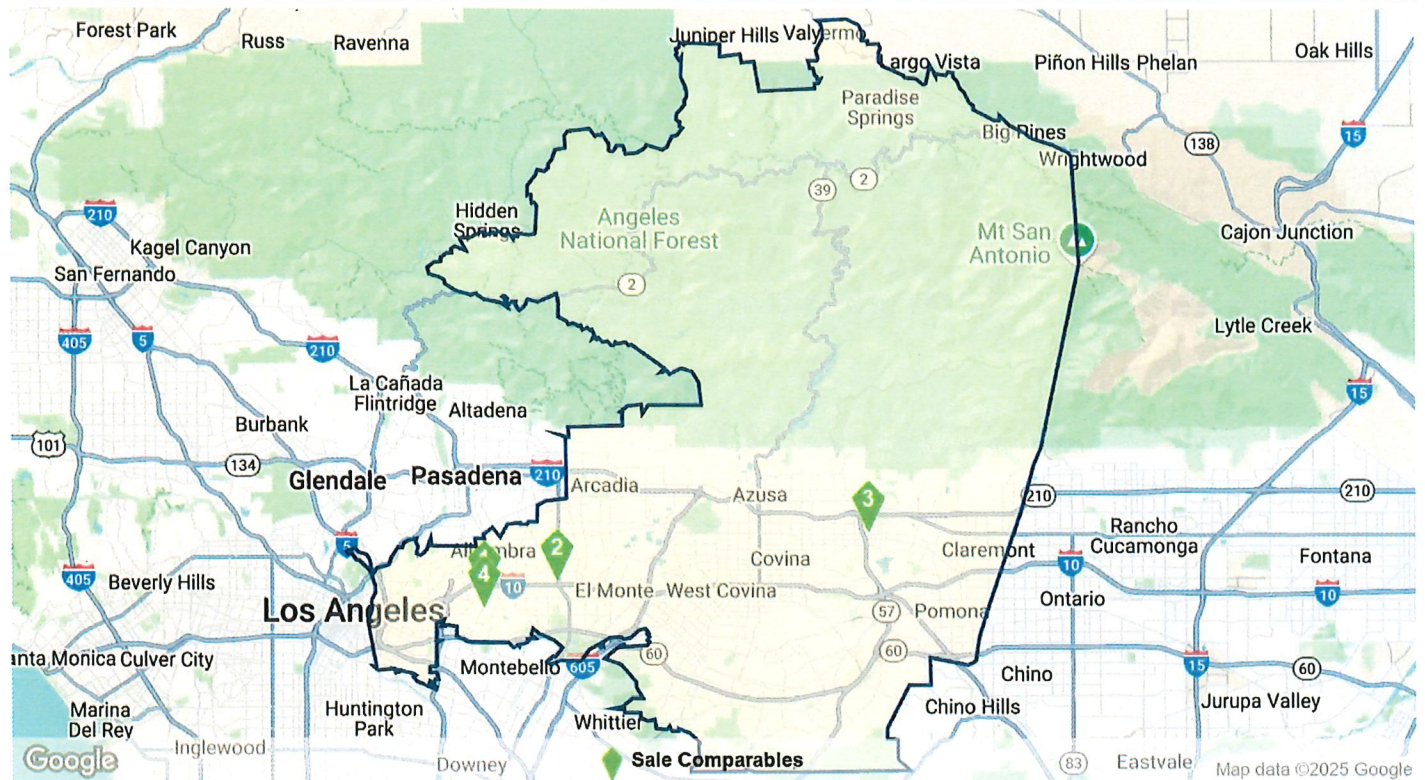 Forest Park
Russ
Ravenna
Juniper Hills
Valyermo
argo Vista
Piñon Hills
Phelan
Oak Hills
15
Paradise
Springs
Big Pines
Wrightwood
138
39
2
210
Hidden
Springs
Angeles
National Forest
Mt San
Antonio
Cajon Junction
Kagel Canyon
San Fernando
2
405
5
210
Lytle Creek
La Cañada
Flintridge
Altadena
15
Burbank
101
134
Glendale
Pasadena
210
Arcadia
Azusa
3
210
210
Rancho
Cucamonga
5
Alhambra
2
Covina
Claremont
Fontana
405
Beverly Hills
4
10
El Monte
West Covina
10
10
Los Angeles
57
Pomona
Ontario
anta Monica
Culver City
Montebello
605
60
60
Chino
15
60
Marina
Del Rey
Huntington
Park
Whittier
Chino Hills
Jurupa Valley
Inglewood
Downey
Sale Comparables
83
Eastvale
Google
Map data ©2025 Google